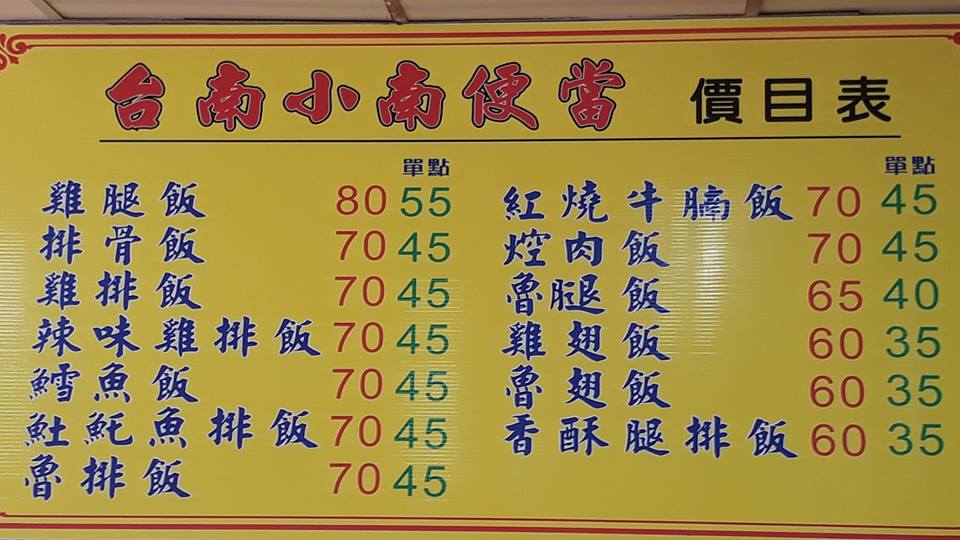 台南小南便當 價目表
單點
雞腿飯 80 55
排骨飯 70 45
雞排飯 70 45
辣味雞排飯 70 45
鱈魚飯 70 45
𩵚魠魚排飯 70 45
魯排飯 70 45
單點
紅燒牛腩飯 70 45
焢肉飯 70 45
魯腿飯 65 40
雞翅飯 60 35
魯翅飯 60 35
香酥腿排飯 60 35